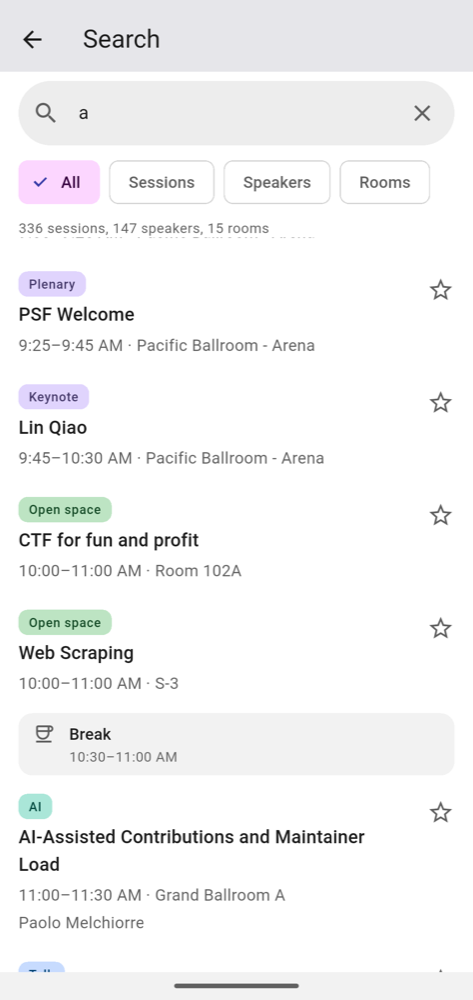 Search
a
All
Sessions
Speakers
Rooms
336 sessions, 147 speakers, 15 rooms
Plenary
PSF Welcome
9:25–9:45 AM · Pacific Ballroom - Arena
Keynote
Lin Qiao
9:45–10:30 AM · Pacific Ballroom - Arena
Open space
CTF for fun and profit
10:00–11:00 AM · Room 102A
Open space
Web Scraping
10:00–11:00 AM · S-3
Break
10:30–11:00 AM
AI
AI-Assisted Contributions and Maintainer
Load
11:00–11:30 AM · Grand Ballroom A
Paolo Melchiorre